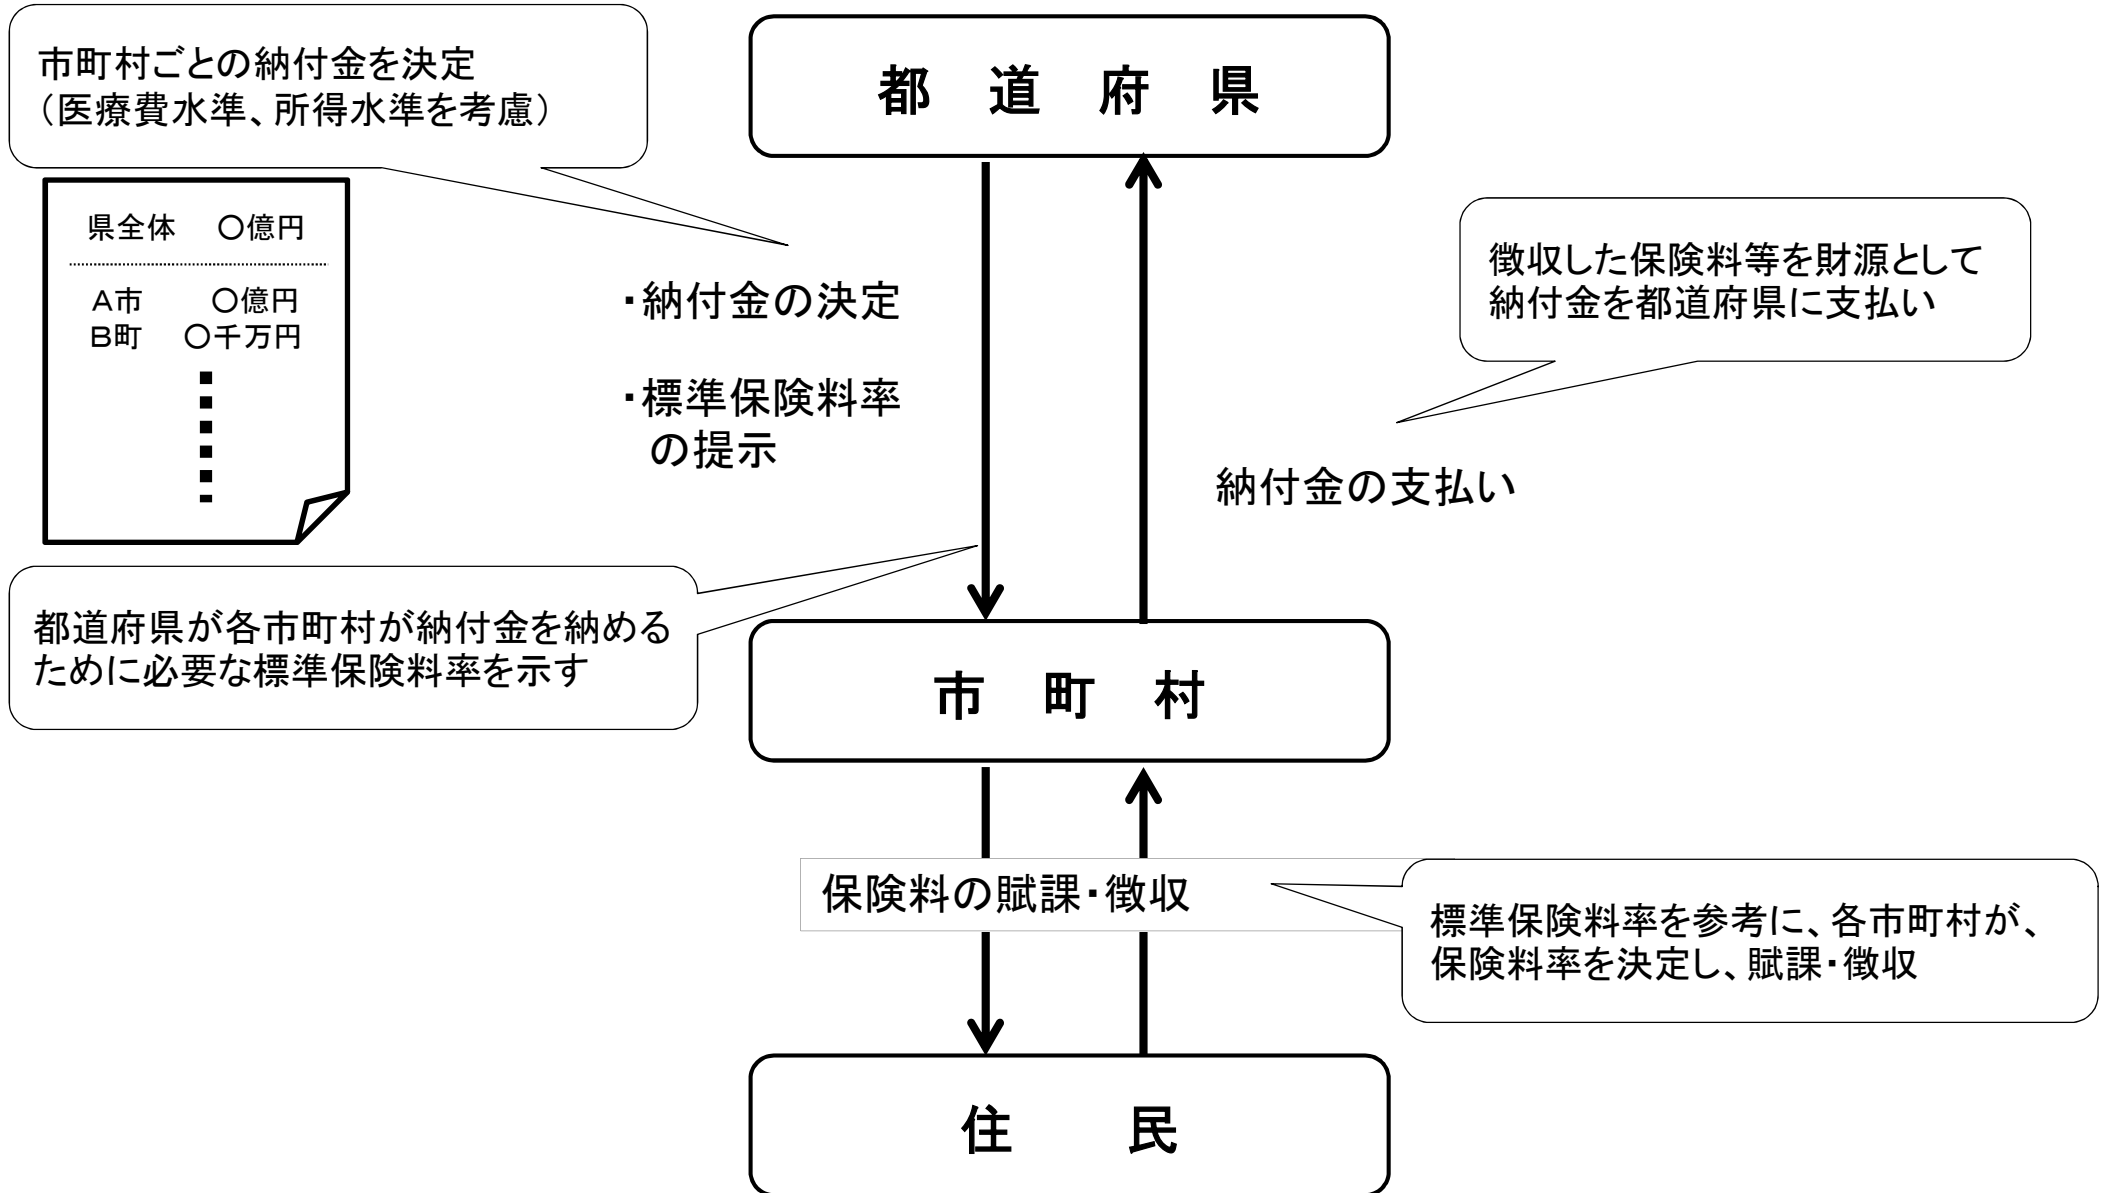 市町村ごとの納付金を決定
（医療費水準、所得水準を考慮）
都　道　府　県
県全体　〇億円
A市　　〇億円
B町　〇千万円
・納付金の決定
・標準保険料率
の提示
徴収した保険料等を財源として
納付金を都道府県に支払い
納付金の支払い
都道府県が各市町村が納付金を納める
ために必要な標準保険料率を示す
市　町　村
保険料の賦課・徴収
標準保険料率を参考に、各市町村が、
保険料率を決定し、賦課・徴収
住　　民